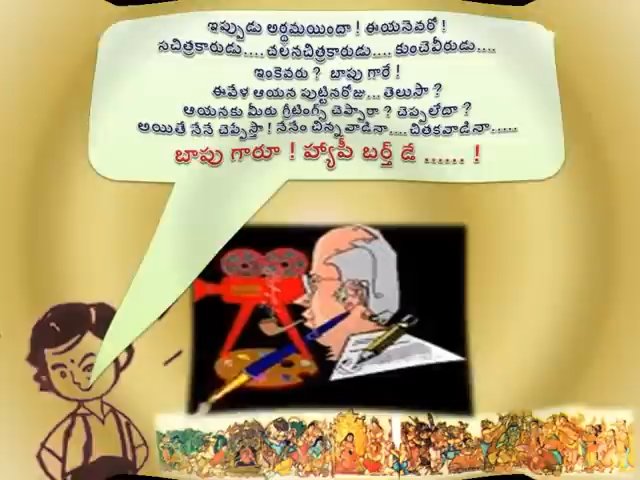 ఇప్పుడు అర్థమయిందా ! ఈయనెవరో !
సచిత్రకారుడు.... చలనచిత్రకారుడు.... కుంచెవీరుడు....
ఇంకెవరు ? బాపు గారే !
ఈవేళ ఆయన పుట్టినరోజు... తెలుసా ?
ఆయనకు మీరు గ్రీటింగ్స్ చెప్పారా ? చెప్పలేదా ?
అయితే నేనే చెప్పేస్తా ! నేనసలే చిన్నవాడినా.... చితకవాడినా.....
బాపు గారూ ! హ్యాపీ బర్త్ డే ...... !